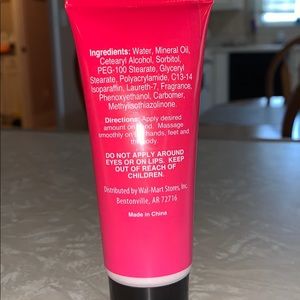 Ingredients: Water, Mineral Oil,
Cetearyl Alcohol, Sorbitol,
PEG-100 Stearate, Glyceryl
Stearate, Polyacrylamide, C13-14
Isoparaffin, Laureth-7, Fragrance,
Phenoxyethanol, Carbomer,
Methylisothiazolinone.
Directions: Apply desired
amount on hand. Massage
smoothly on hands, feet and
the body.
DO NOT APPLY AROUND
EYES OR ON LIPS. KEEP
OUT OF REACH OF
CHILDREN.
Distributed by Wal-Mart Stores, Inc.
Bentonville, AR 72716
Made in China